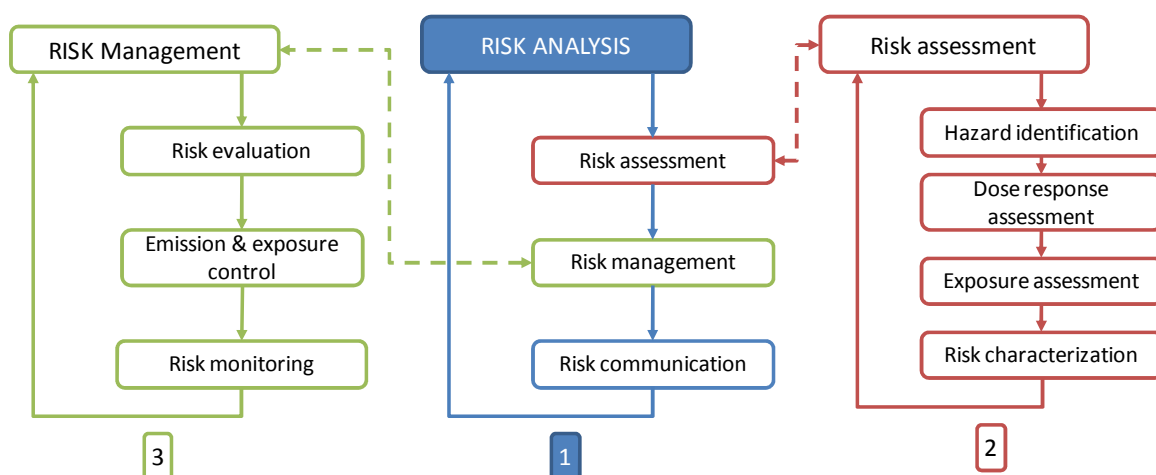 RISK Management
Risk evaluation
Emission & exposure
control
Risk monitoring
3
RISK ANALYSIS
Risk assessment
Risk management
Risk communication
1
Risk assessment
Hazard identification
Dose response
assessment
Exposure assessment
Risk characterization
2